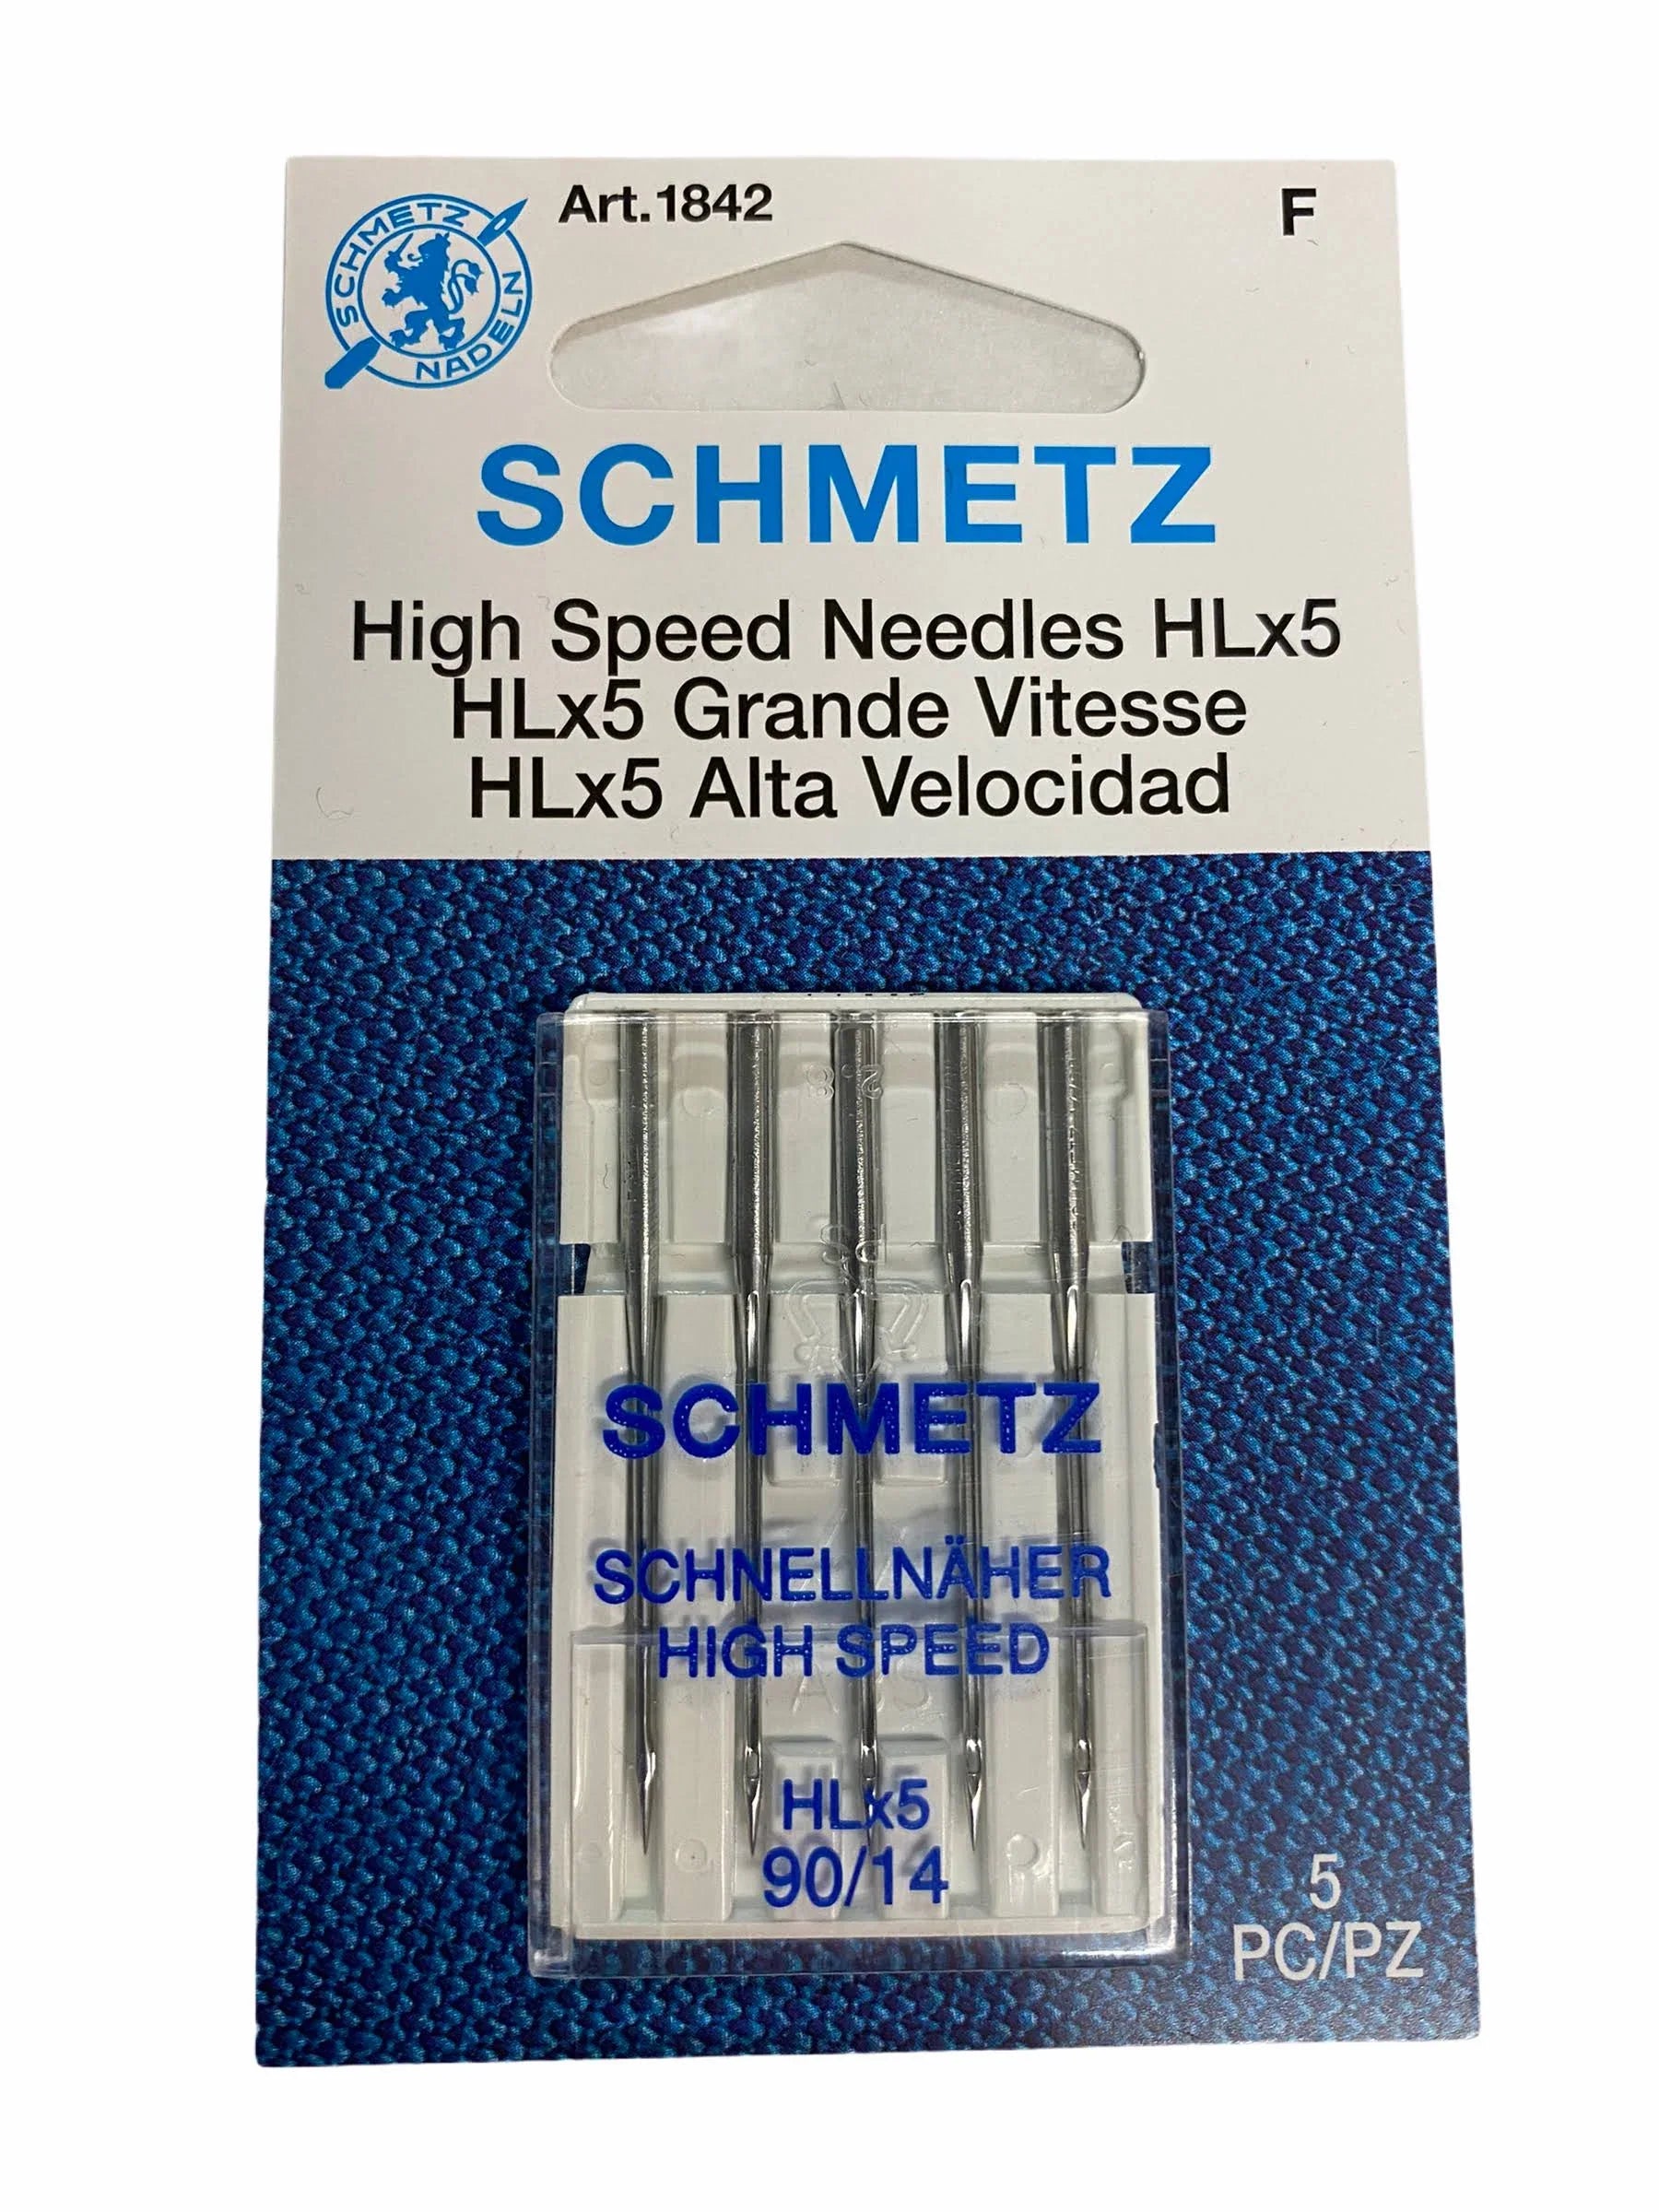 SCHMETZ NADELN
Art.1842
F
SCHMETZ
High Speed Needles HLx5
HLx5 Grande Vitesse
HLx5 Alta Velocidad
SCHMETZ
SCHNELLNÄHER
HIGH SPEED
ABS
HLx5
90/14
5
PC/PZ